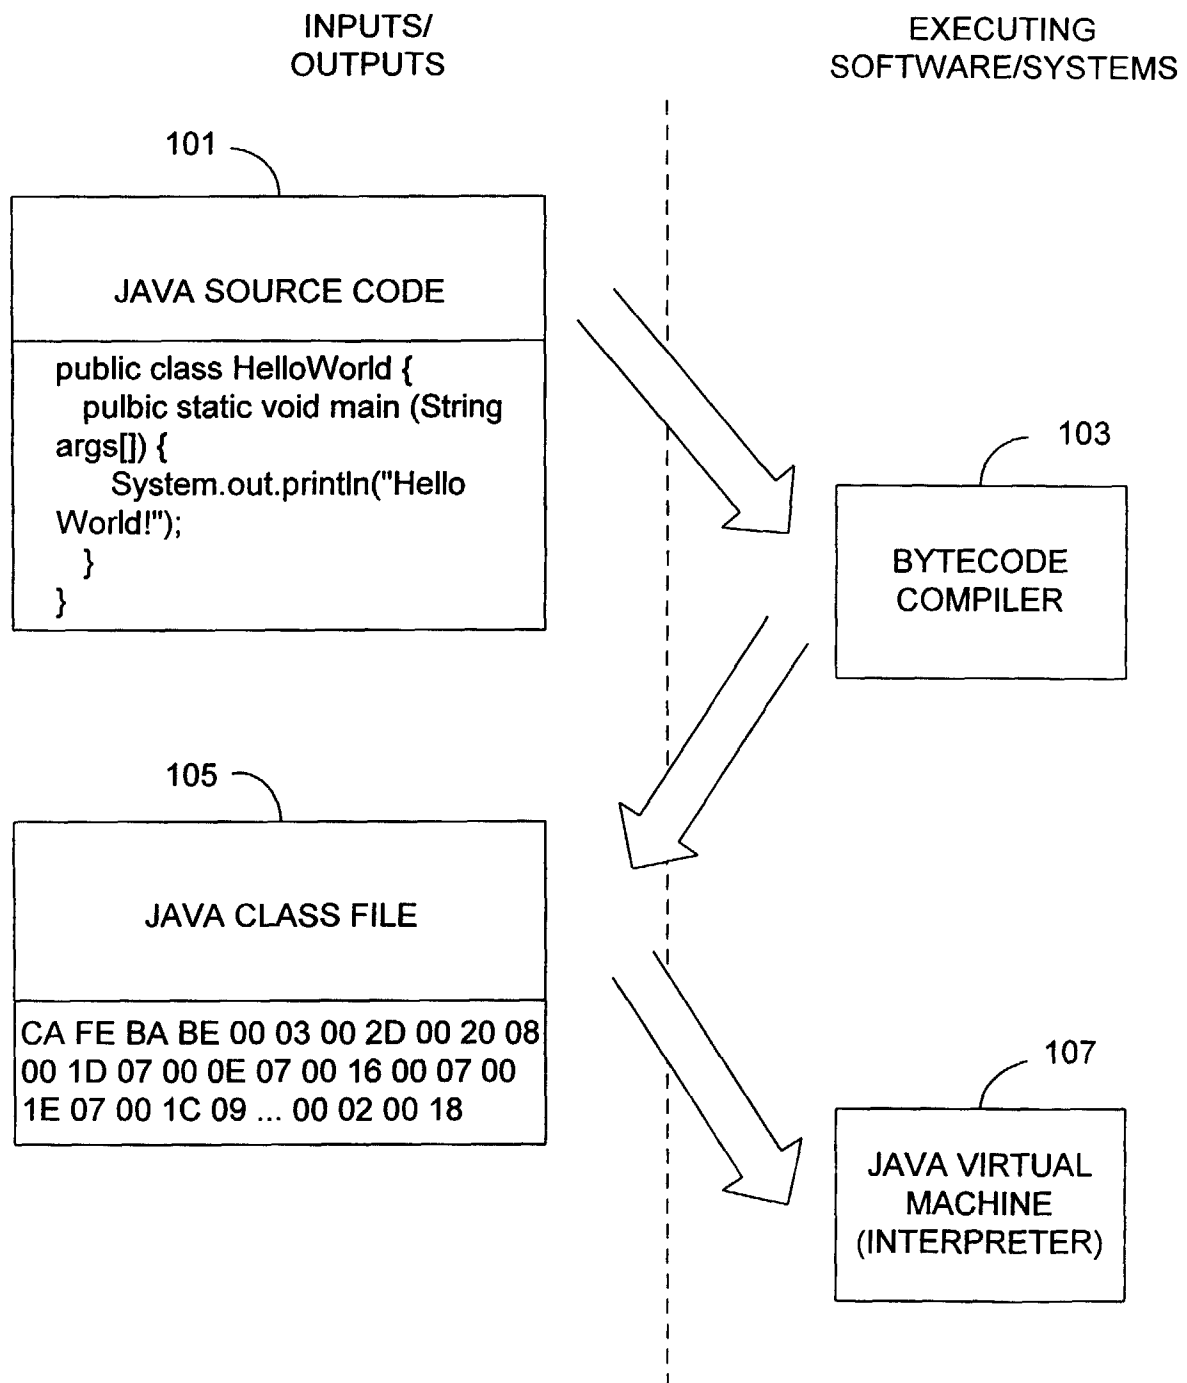 INPUTS/
OUTPUTS
EXECUTING
SOFTWARE/SYSTEMS
101
JAVA SOURCE CODE
public class HelloWorld {
pulbic static void main (String
args[]) {
System.out.println("Hello
World!");
}
}
103
BYTECODE
COMPILER
105
JAVA CLASS FILE
CA FE BA BE 00 03 00 2D 00 20 08
00 1D 07 00 0E 07 00 16 00 07 00
1E 07 00 1C 09 ... 00 02 00 18
107
JAVA VIRTUAL
MACHINE
(INTERPRETER)